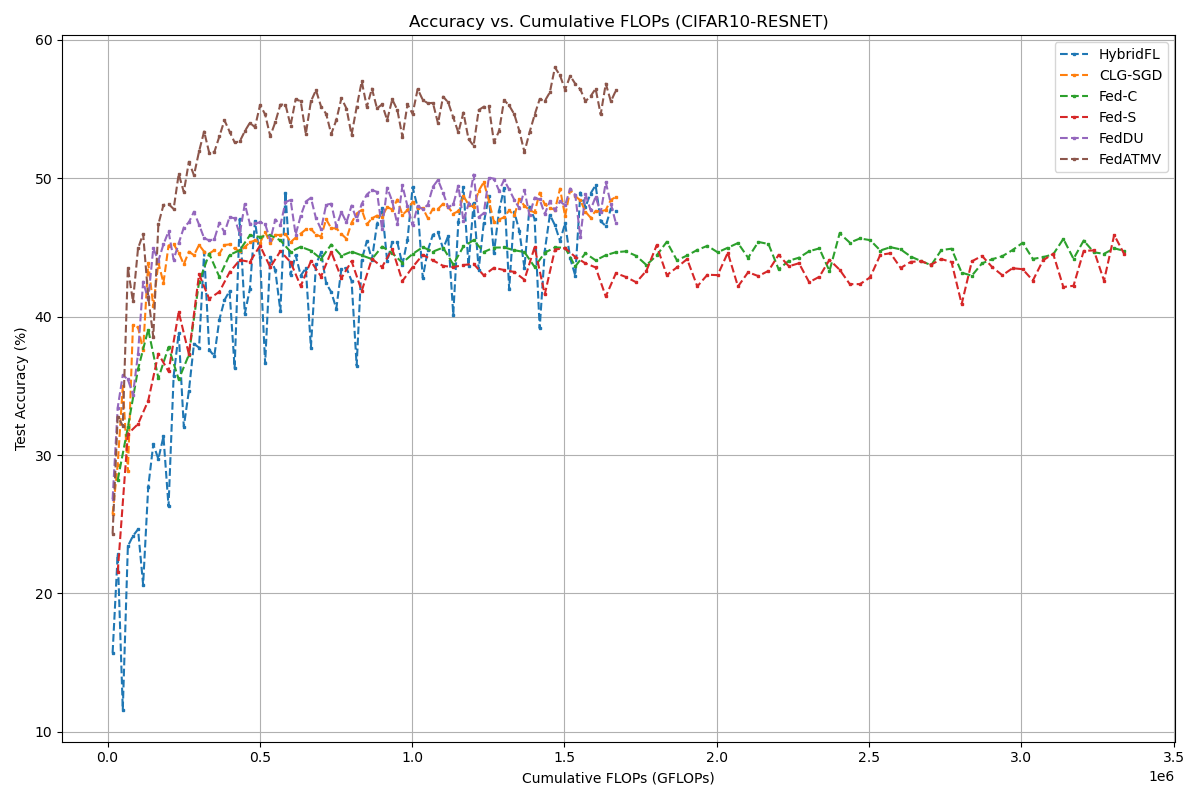 Accuracy vs. Cumulative FLOPs (CIFAR10-RESNET)
60
50
40
30
20
10
Test Accuracy (%)
HybridFL
CLG-SGD
Fed-C
Fed-S
FedDU
FedATMV
0.0 0.5 1.0 1.5 2.0 2.5 3.0 3.5
1e6
Cumulative FLOPs (GFLOPs)